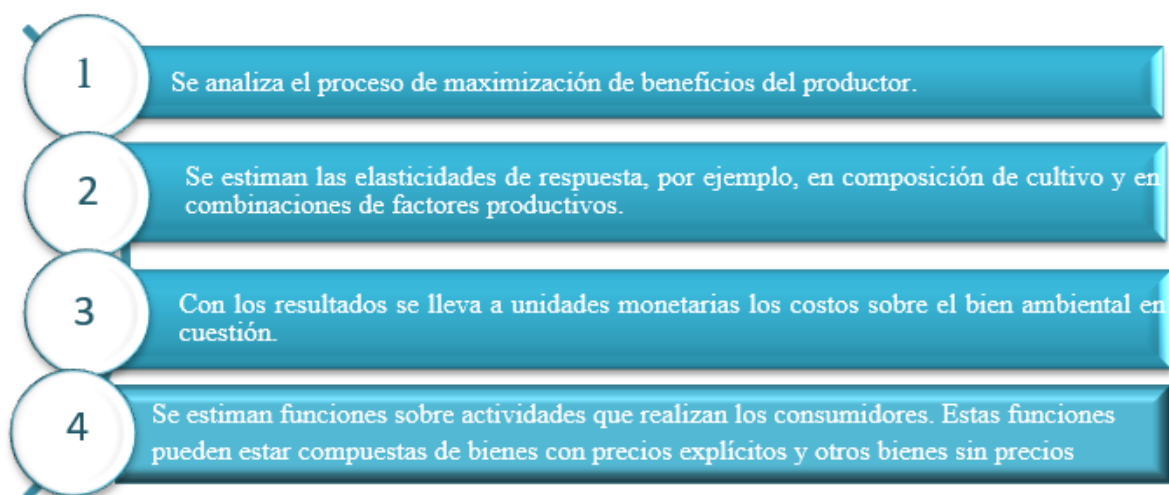 1
Se analiza el proceso de maximización de beneficios del productor.
2
Se estiman las elasticidades de respuesta, por ejemplo, en composición de cultivo y en
combinaciones de factores productivos.
3
Con los resultados se lleva a unidades monetarias los costos sobre el bien ambiental en
cuestión.
4
Se estiman funciones sobre actividades que realizan los consumidores. Estas funciones
pueden estar compuestas de bienes con precios explícitos y otros bienes sin precios